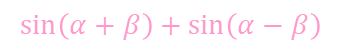 sin(α + β) + sin(α − β)